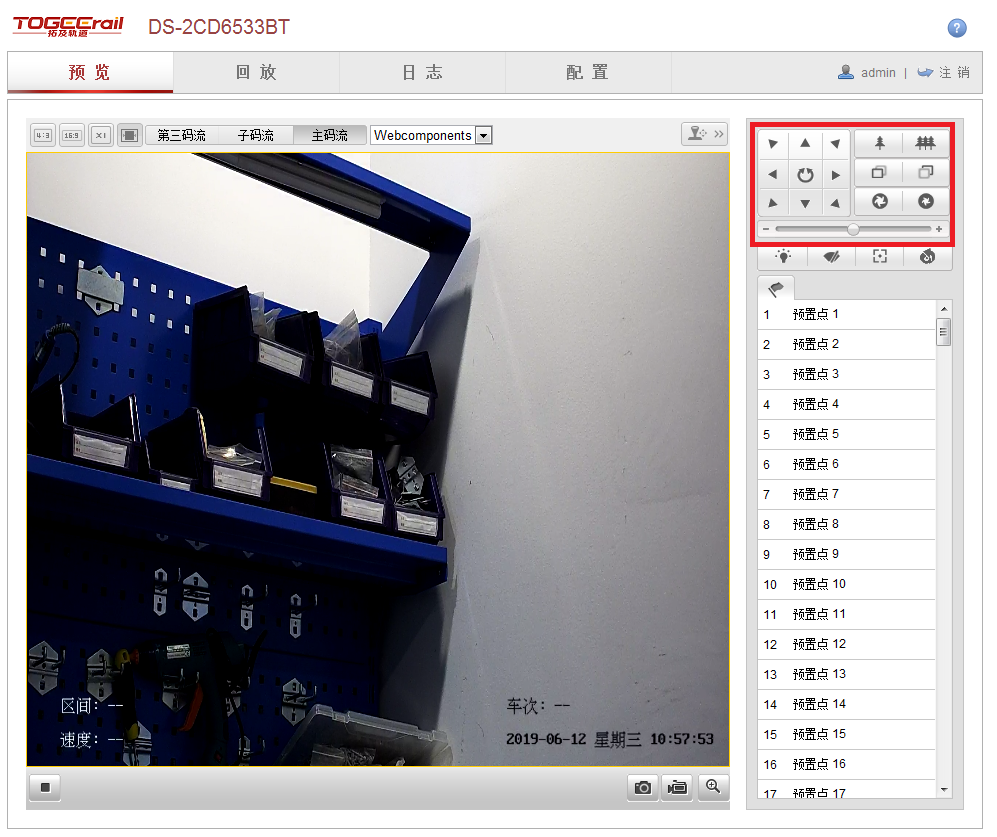 TOGEErail
拓及轨道
DS-2CD6533BT
?
预览 回放 日志 配置 admin | 注销
4:3 16:9 X1 第三码流 子码流 主码流 Webcomponents
区间: -- 车次: --
速度: -- 2019-06-12 星期三 10:57:53
1 预置点 1
2 预置点 2
3 预置点 3
4 预置点 4
5 预置点 5
6 预置点 6
7 预置点 7
8 预置点 8
9 预置点 9
10 预置点 10
11 预置点 11
12 预置点 12
13 预置点 13
14 预置点 14
15 预置点 15
16 预置点 16
17 预置点 17